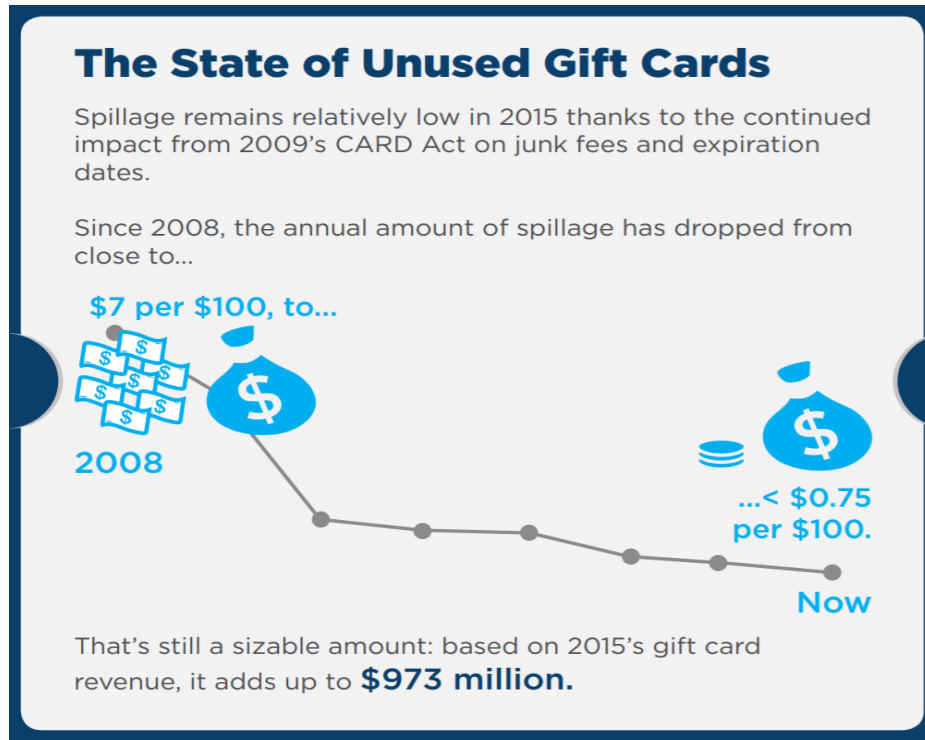 The State of Unused Gift Cards
Spillage remains relatively low in 2015 thanks to the continued
impact from 2009’s CARD Act on junk fees and expiration
dates.
Since 2008, the annual amount of spillage has dropped from
close to...
$7 per $100, to...
$
$
$
$
$
$
$
$
2008
$
...< $0.75
per $100.
Now
That’s still a sizable amount: based on 2015’s gift card
revenue, it adds up to $973 million.